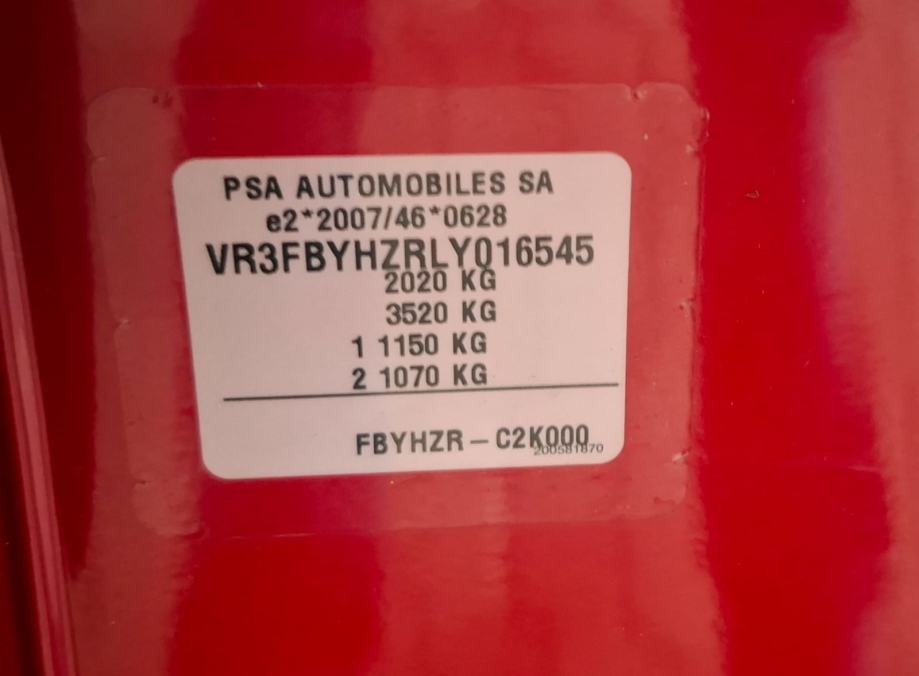 PSA AUTOMOBILES SA
e2*2007/46*0628
VR3FBYHZRLY016545
2020 KG
3520 KG
1 1150 KG
2 1070 KG
FBYHZR – C2K000
200581870